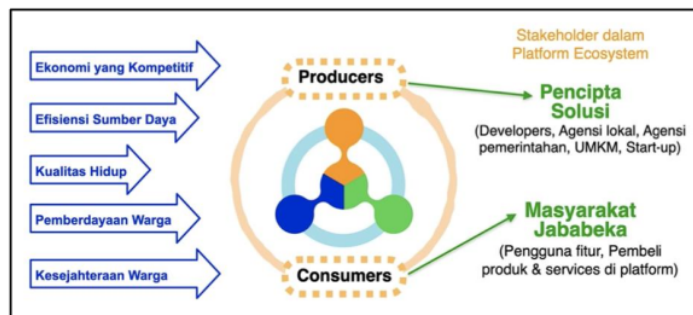 Ekonomi yang Kompetitif
Efisiensi Sumber Daya
Kualitas Hidup
Pemberdayaan Warga
Kesejahteraan Warga
Producers
Consumers
Stakeholder dalam
Platform Ecosystem
Pencipta
Solusi
(Developers, Agensi lokal, Agensi
pemerintahan, UMKM, Start-up)
Masyarakat
Jababeka
(Pengguna fitur, Pembeli
produk & services di platform)